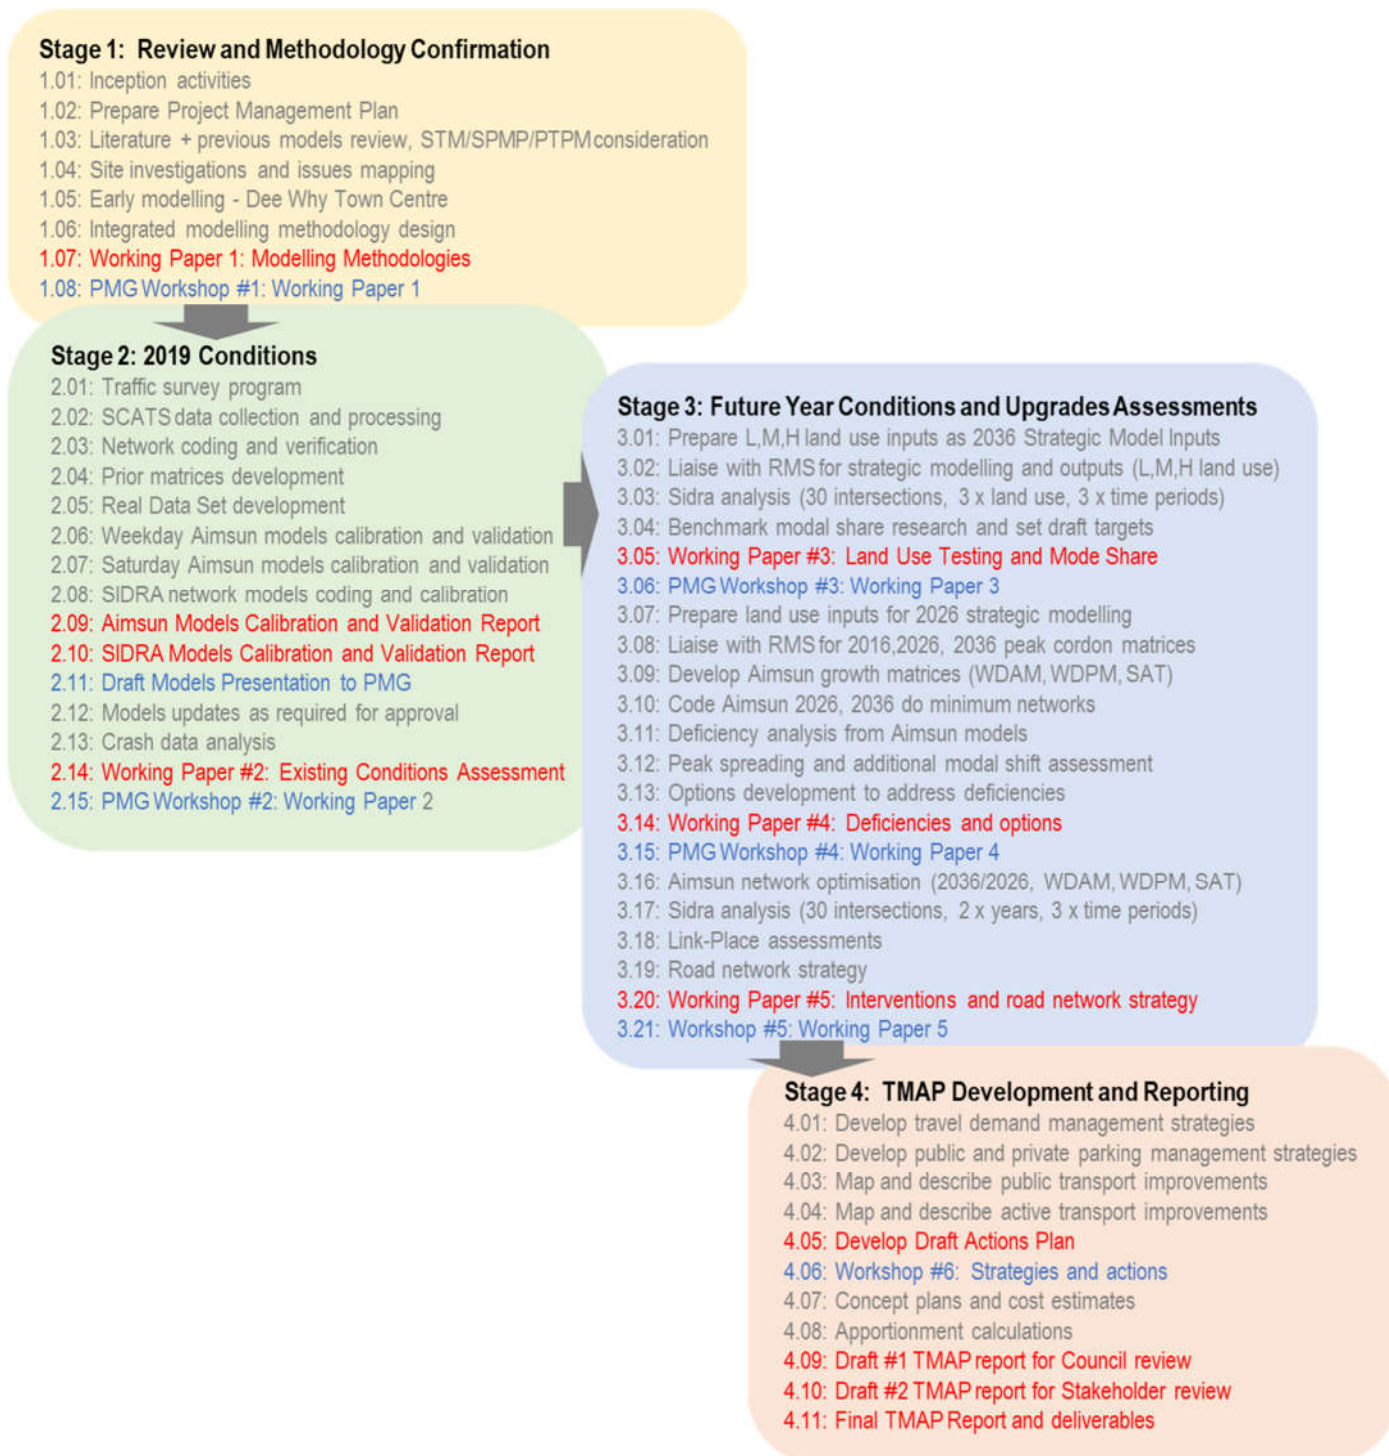 Stage 1: Review and Methodology Confirmation
1.01: Inception activities
1.02: Prepare Project Management Plan
1.03: Literature + previous models review, STM/SPMP/PTPM consideration
1.04: Site investigations and issues mapping
1.05: Early modelling - Dee Why Town Centre
1.06: Integrated modelling methodology design
1.07: Working Paper 1: Modelling Methodologies
1.08: PMG Workshop #1: Working Paper 1
Stage 2: 2019 Conditions
2.01: Traffic survey program
2.02: SCATS data collection and processing
2.03: Network coding and verification
2.04: Prior matrices development
2.05: Real Data Set development
2.06: Weekday Aimsun models calibration and validation
2.07: Saturday Aimsun models calibration and validation
2.08: SIDRA network models coding and calibration
2.09: Aimsun Models Calibration and Validation Report
2.10: SIDRA Models Calibration and Validation Report
2.11: Draft Models Presentation to PMG
2.12: Models updates as required for approval
2.13: Crash data analysis
2.14: Working Paper #2: Existing Conditions Assessment
2.15: PMG Workshop #2: Working Paper 2
Stage 3: Future Year Conditions and Upgrades Assessments
3.01: Prepare L,M,H land use inputs as 2036 Strategic Model Inputs
3.02: Liaise with RMS for strategic modelling and outputs (L,M,H land use)
3.03: Sidra analysis (30 intersections, 3 x land use, 3 x time periods)
3.04: Benchmark modal share research and set draft targets
3.05: Working Paper #3: Land Use Testing and Mode Share
3.06: PMG Workshop #3: Working Paper 3
3.07: Prepare land use inputs for 2026 strategic modelling
3.08: Liaise with RMS for 2016,2026, 2036 peak cordon matrices
3.09: Develop Aimsun growth matrices (WDAM, WDPM, SAT)
3.10: Code Aimsun 2026, 2036 do minimum networks
3.11: Deficiency analysis from Aimsun models
3.12: Peak spreading and additional modal shift assessment
3.13: Options development to address deficiencies
3.14: Working Paper #4: Deficiencies and options
3.15: PMG Workshop #4: Working Paper 4
3.16: Aimsun network optimisation (2036/2026, WDAM, WDPM, SAT)
3.17: Sidra analysis (30 intersections, 2 x years, 3 x time periods)
3.18: Link-Place assessments
3.19: Road network strategy
3.20: Working Paper #5: Interventions and road network strategy
3.21: Workshop #5: Working Paper 5
Stage 4: TMAP Development and Reporting
4.01: Develop travel demand management strategies
4.02: Develop public and private parking management strategies
4.03: Map and describe public transport improvements
4.04: Map and describe active transport improvements
4.05: Develop Draft Actions Plan
4.06: Workshop #6: Strategies and actions
4.07: Concept plans and cost estimates
4.08: Apportionment calculations
4.09: Draft #1 TMAP report for Council review
4.10: Draft #2 TMAP report for Stakeholder review
4.11: Final TMAP Report and deliverables